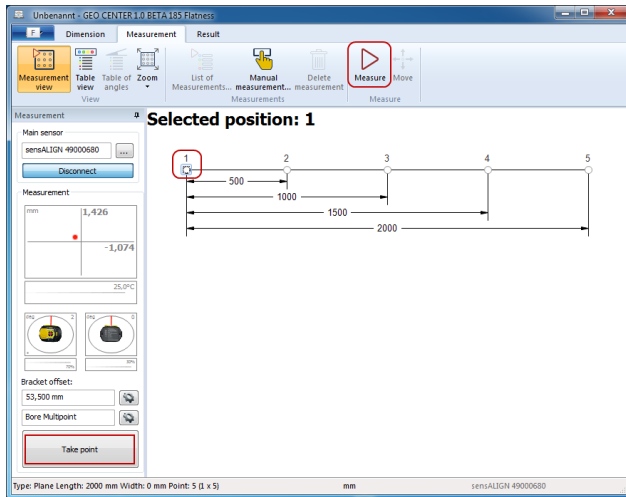 Unbenannt - GEO CENTER 1.0 BETA 185 Flatness
F
Dimension Measurement Result
Measurement view
Table view
Table of angles
Zoom
List of Measurements...
Manual measurement...
Delete measurement
Measure
Move
View
Measurements
Measure
Measurement
Selected position: 1
Main sensor
sensALIGN 49000680
...
Disconnect
Measurement
mm
1,426
-1,074
25,0°C
2
0
Bracket offset:
53,500 mm
Bore Multipoint
Take point
1 2 3 4 5
500
1000
1500
2000
Type: Plane Length: 2000 mm Width: 0 mm Point: 5 (1 x 5)
mm
sensALIGN 49000680